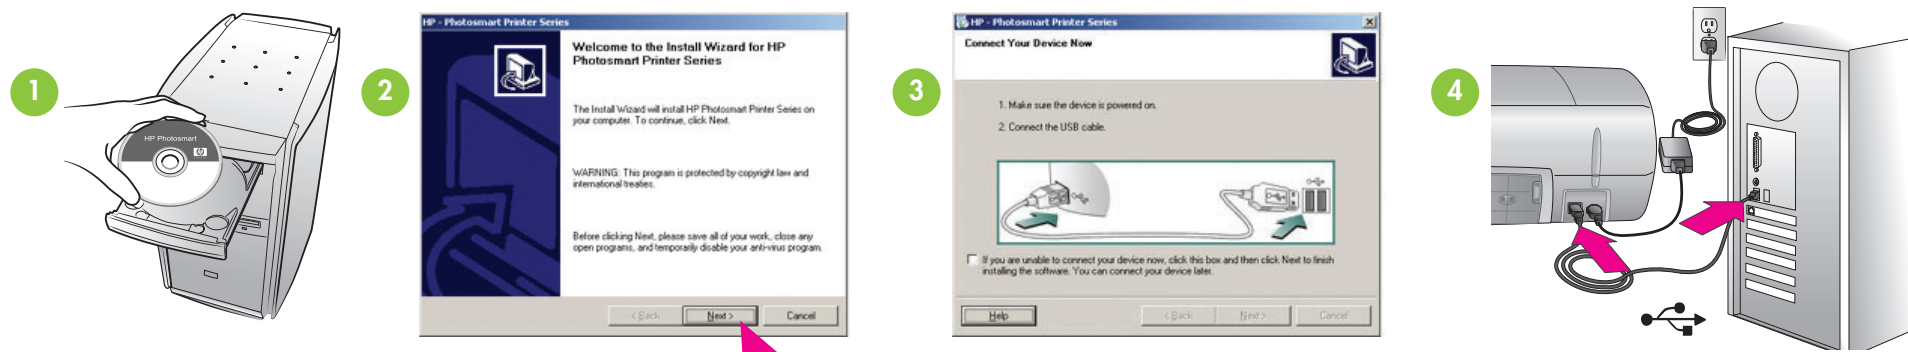 1
HP Photosmart
hp
2
HP - Photosmart Printer Series
Welcome to the Install Wizard for HP
Photosmart Printer Series
The Install Wizard will install HP Photosmart Printer Series on
your computer. To continue, click Next.
WARNING: This program is protected by copyright law and
international treaties.
Before clicking Next, please save all of your work, close any
open programs, and temporarily disable your anti-virus program.
< Back
Next >
Cancel
3
HP - Photosmart Printer Series
Connect Your Device Now
1. Make sure the device is powered on.
2. Connect the USB cable.
If you are unable to connect your device now, click this box and then click Next to finish
installing the software. You can connect your device later.
Help
< Back
Next >
Cancel
4